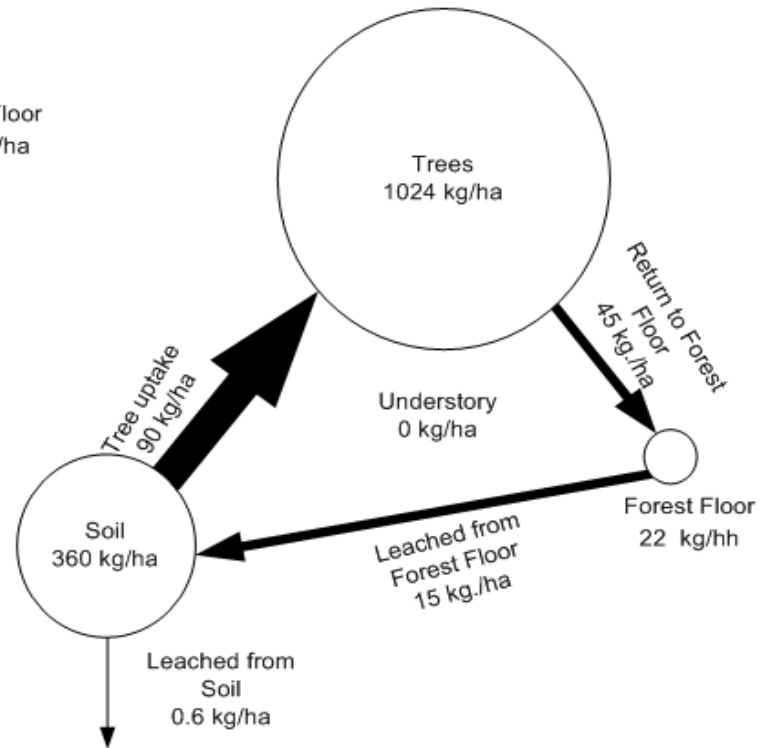 loor
/ha
Trees
1024 kg/ha
Return to Forest
Floor
45 kg./ha
Tree uptake
90 kg/ha
Understory
0 kg/ha
Forest Floor
22 kg/hh
Soil
360 kg/ha
Leached from
Forest Floor
15 kg./ha
Leached from
Soil
0.6 kg/ha